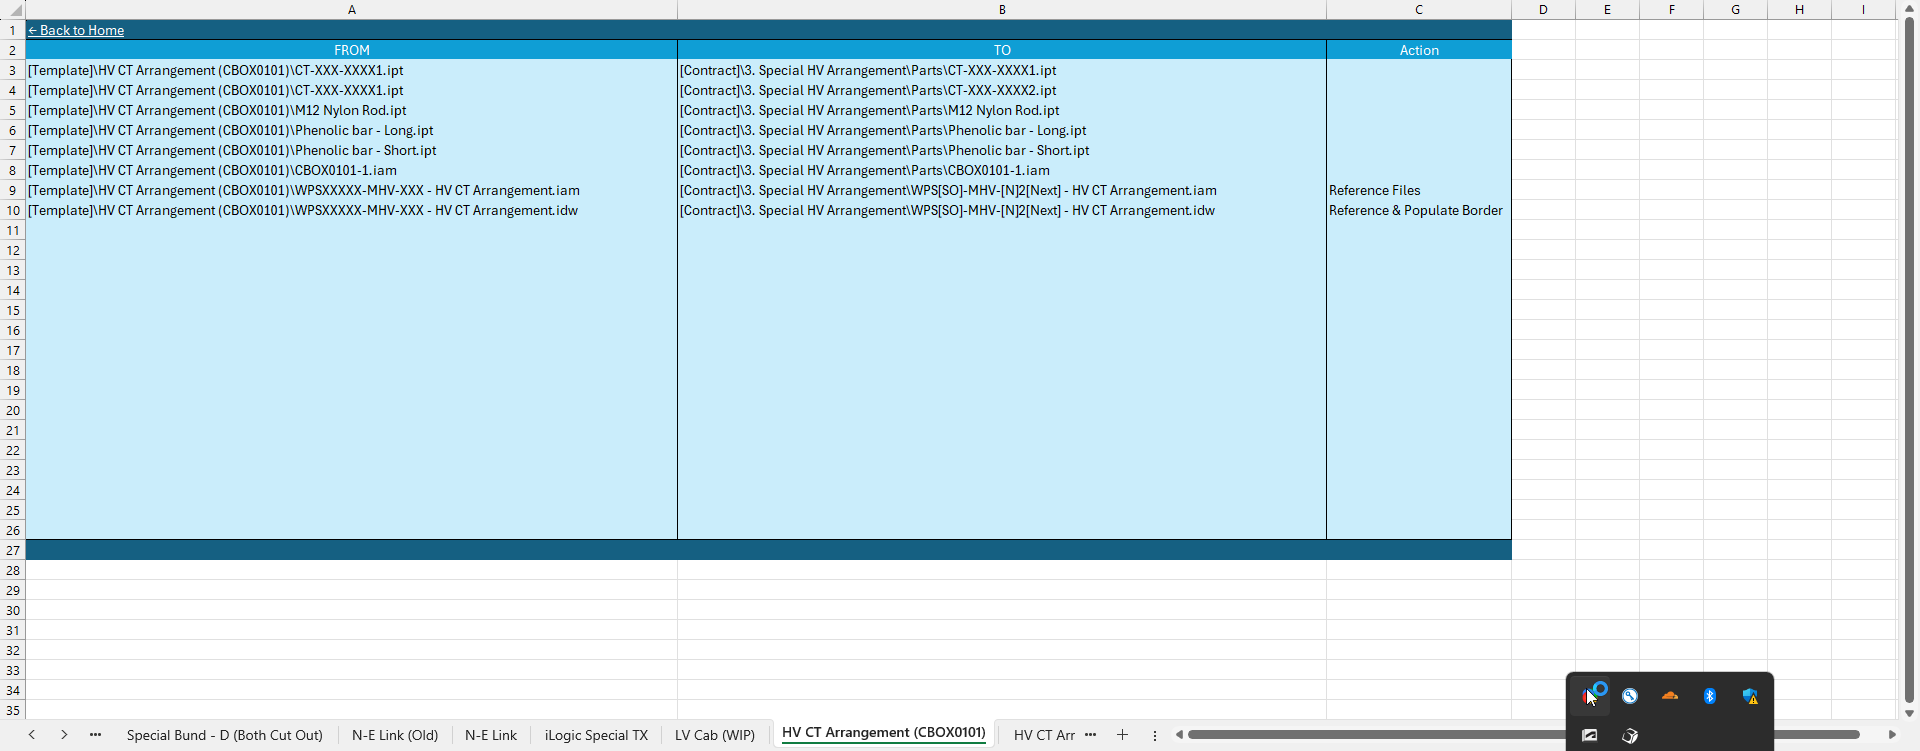 A B C D E F G H I
1 ← Back to Home
2 FROM TO Action
3 [Template]\HV CT Arrangement (CBOX0101)\CT-XXX-XXXX1.ipt [Contract]\3. Special HV Arrangement\Parts\CT-XXX-XXXX1.ipt
4 [Template]\HV CT Arrangement (CBOX0101)\CT-XXX-XXXX1.ipt [Contract]\3. Special HV Arrangement\Parts\CT-XXX-XXXX2.ipt
5 [Template]\HV CT Arrangement (CBOX0101)\M12 Nylon Rod.ipt [Contract]\3. Special HV Arrangement\Parts\M12 Nylon Rod.ipt
6 [Template]\HV CT Arrangement (CBOX0101)\Phenolic bar - Long.ipt [Contract]\3. Special HV Arrangement\Parts\Phenolic bar - Long.ipt
7 [Template]\HV CT Arrangement (CBOX0101)\Phenolic bar - Short.ipt [Contract]\3. Special HV Arrangement\Parts\Phenolic bar - Short.ipt
8 [Template]\HV CT Arrangement (CBOX0101)\CBOX0101-1.iam [Contract]\3. Special HV Arrangement\Parts\CBOX0101-1.iam
9 [Template]\HV CT Arrangement (CBOX0101)\WPSXXXXX-MHV-XXX - HV CT Arrangement.iam [Contract]\3. Special HV Arrangement\WPS[SO]-MHV-[N]2[Next] - HV CT Arrangement.iam Reference Files
10 [Template]\HV CT Arrangement (CBOX0101)\WPSXXXXX-MHV-XXX - HV CT Arrangement.idw [Contract]\3. Special HV Arrangement\WPS[SO]-MHV-[N]2[Next] - HV CT Arrangement.idw Reference & Populate Border
11
12
13
14
15
16
17
18
19
20
21
22
23
24
25
26
27
28
29
30
31
32
33
34
35
Special Bund - D (Both Cut Out) N-E Link (Old) N-E Link iLogic Special TX LV Cab (WIP) HV CT Arrangement (CBOX0101) HV CT Arr